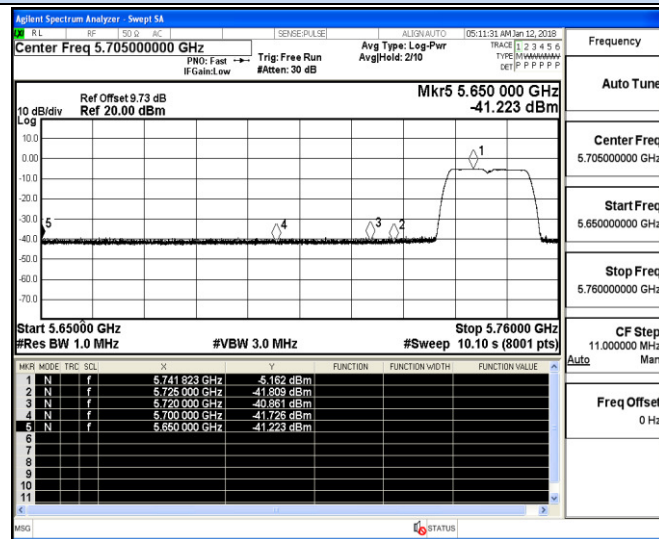 Agilent Spectrum Analyzer - Swept SA
RL RF 50 Ω AC SENSE:PULSE ALIGNAUTO 05:11:31 AM Jan 12, 2018
Center Freq 5.705000000 GHz
PNO: Fast
IFGain:Low
Trig: Free Run
#Atten: 30 dB
Avg Type: Log-Pwr
Avg|Hold: 2/10
TRACE 1 2 3 4 5 6
TYPE MWWWWW
DET P P P P P P
Mkr5 5.650 000 GHz
-41.223 dBm
Ref Offset 9.73 dB
10 dB/div Ref 20.00 dBm
Log
10.0
0.00
-10.0
-20.0
-30.0
-40.0
-50.0
-60.0
-70.0
1
2
3
4
5
Start 5.65000 GHz Stop 5.76000 GHz
#Res BW 1.0 MHz #VBW 3.0 MHz #Sweep 10.10 s (8001 pts)
MKR MODE TRC SCL X Y FUNCTION FUNCTION WIDTH FUNCTION VALUE
1 N f 5.741 823 GHz -5.162 dBm
2 N f 5.725 000 GHz -41.809 dBm
3 N f 5.720 000 GHz -40.861 dBm
4 N f 5.700 000 GHz -41.726 dBm
5 N f 5.650 000 GHz -41.223 dBm
6
7
8
9
10
11
MSG STATUS
Frequency
Auto Tune
Center Freq
5.705000000 GHz
Start Freq
5.650000000 GHz
Stop Freq
5.760000000 GHz
CF Step
11.000000 MHz
Auto Man
Freq Offset
0 Hz